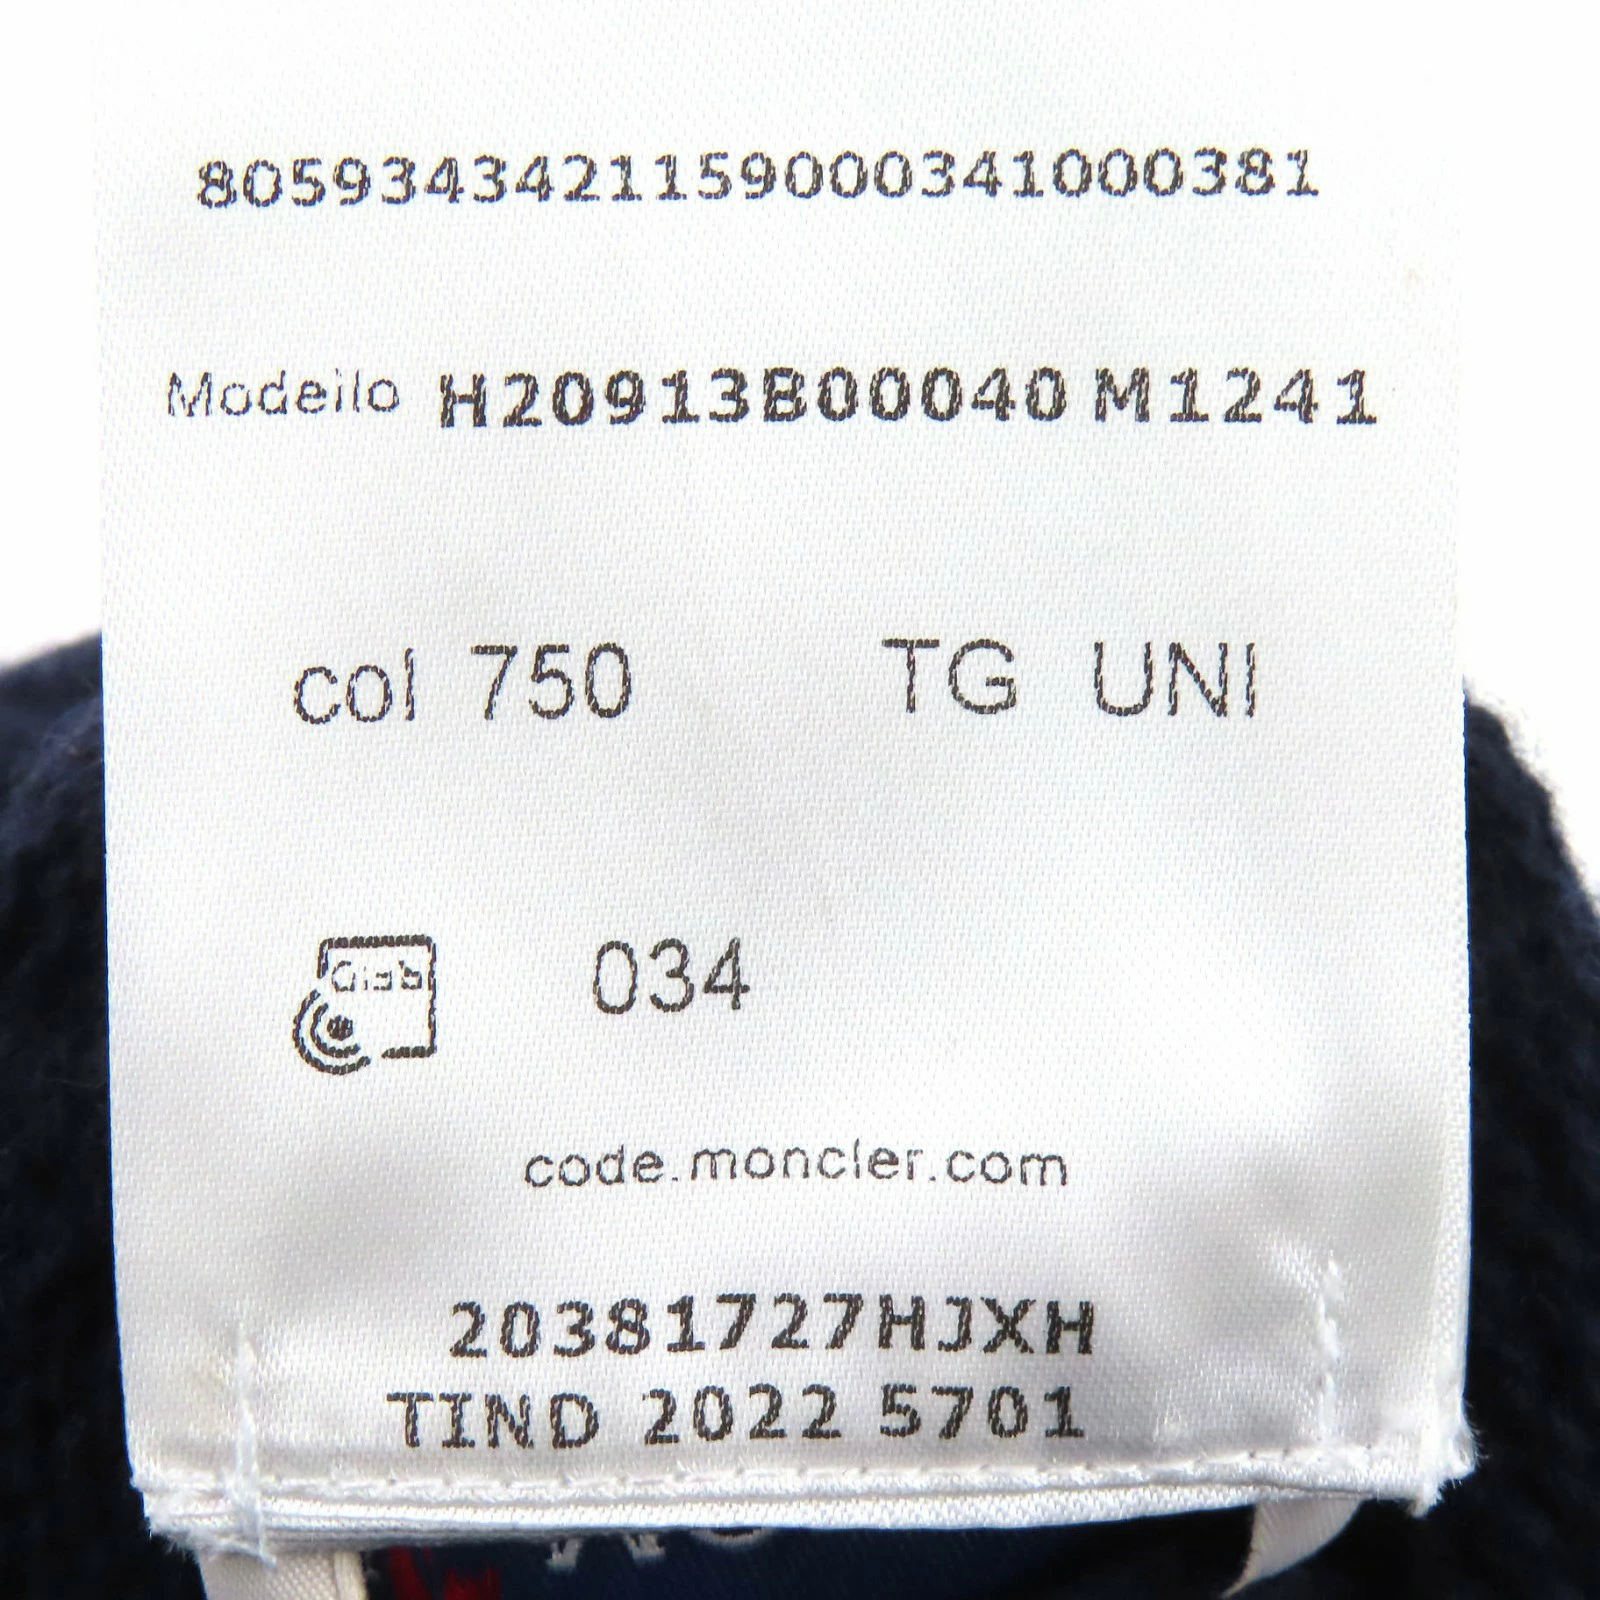 8059343421159000341000381
Modello H20913B00040 M1241
col 750 TG UNI
034
code.moncler.com
20381727HJXH
TIND 2022 5701